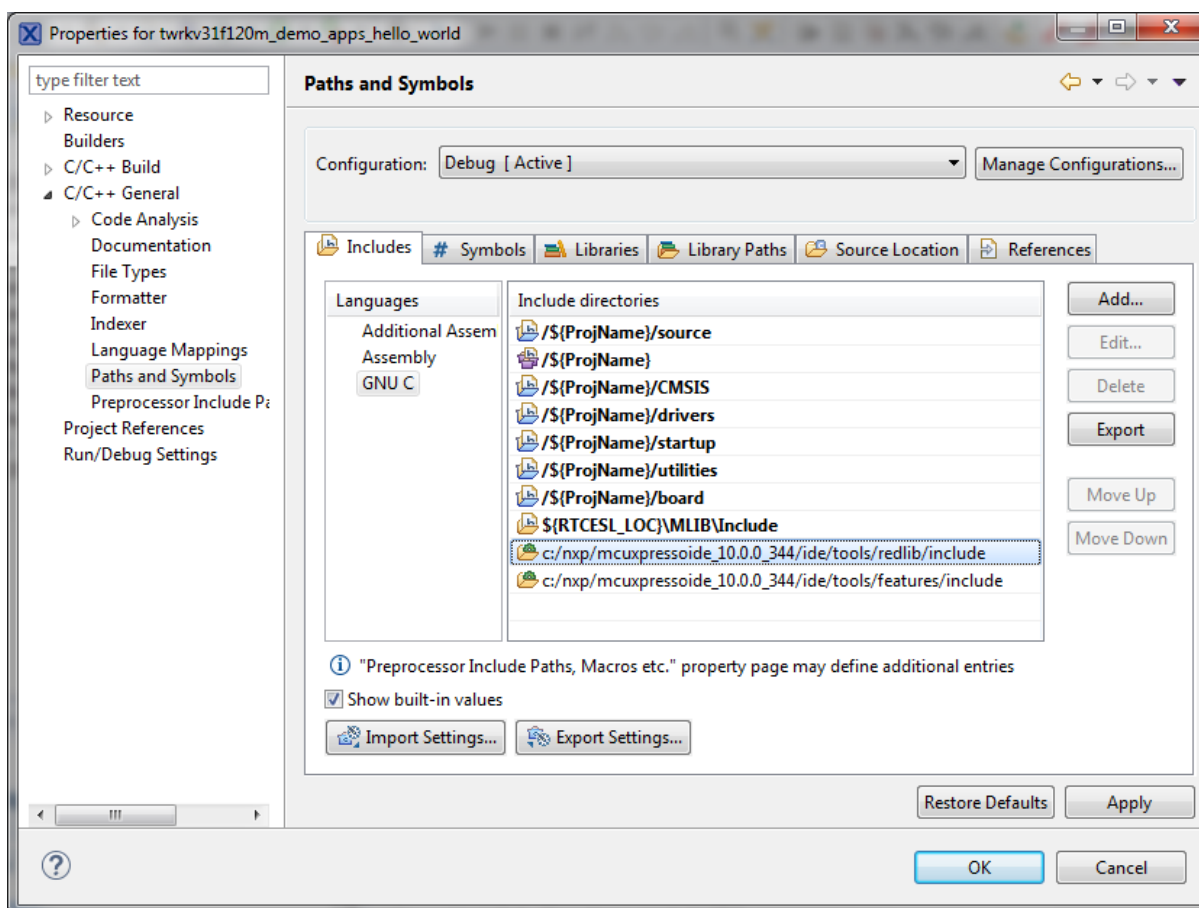 Properties for twrkv31f120m_demo_apps_hello_world
type filter text
Resource
Builders
C/C++ Build
C/C++ General
Code Analysis
Documentation
File Types
Formatter
Indexer
Language Mappings
Paths and Symbols
Preprocessor Include Pa
Project References
Run/Debug Settings
Paths and Symbols
Configuration: Debug [ Active ] Manage Configurations...
Includes # Symbols Libraries Library Paths Source Location References
Languages
Additional Assem
Assembly
GNU C
Include directories
/${ProjName}/source
/${ProjName}
/${ProjName}/CMSIS
/${ProjName}/drivers
/${ProjName}/startup
/${ProjName}/utilities
/${ProjName}/board
${RTCESL_LOC}\MLIB\Include
c:/nxp/mcuxpressoide_10.0.0_344/ide/tools/redlib/include
c:/nxp/mcuxpressoide_10.0.0_344/ide/tools/features/include
Add...
Edit...
Delete
Export
Move Up
Move Down
"Preprocessor Include Paths, Macros etc." property page may define additional entries
Show built-in values
Import Settings... Export Settings...
Restore Defaults Apply
OK Cancel